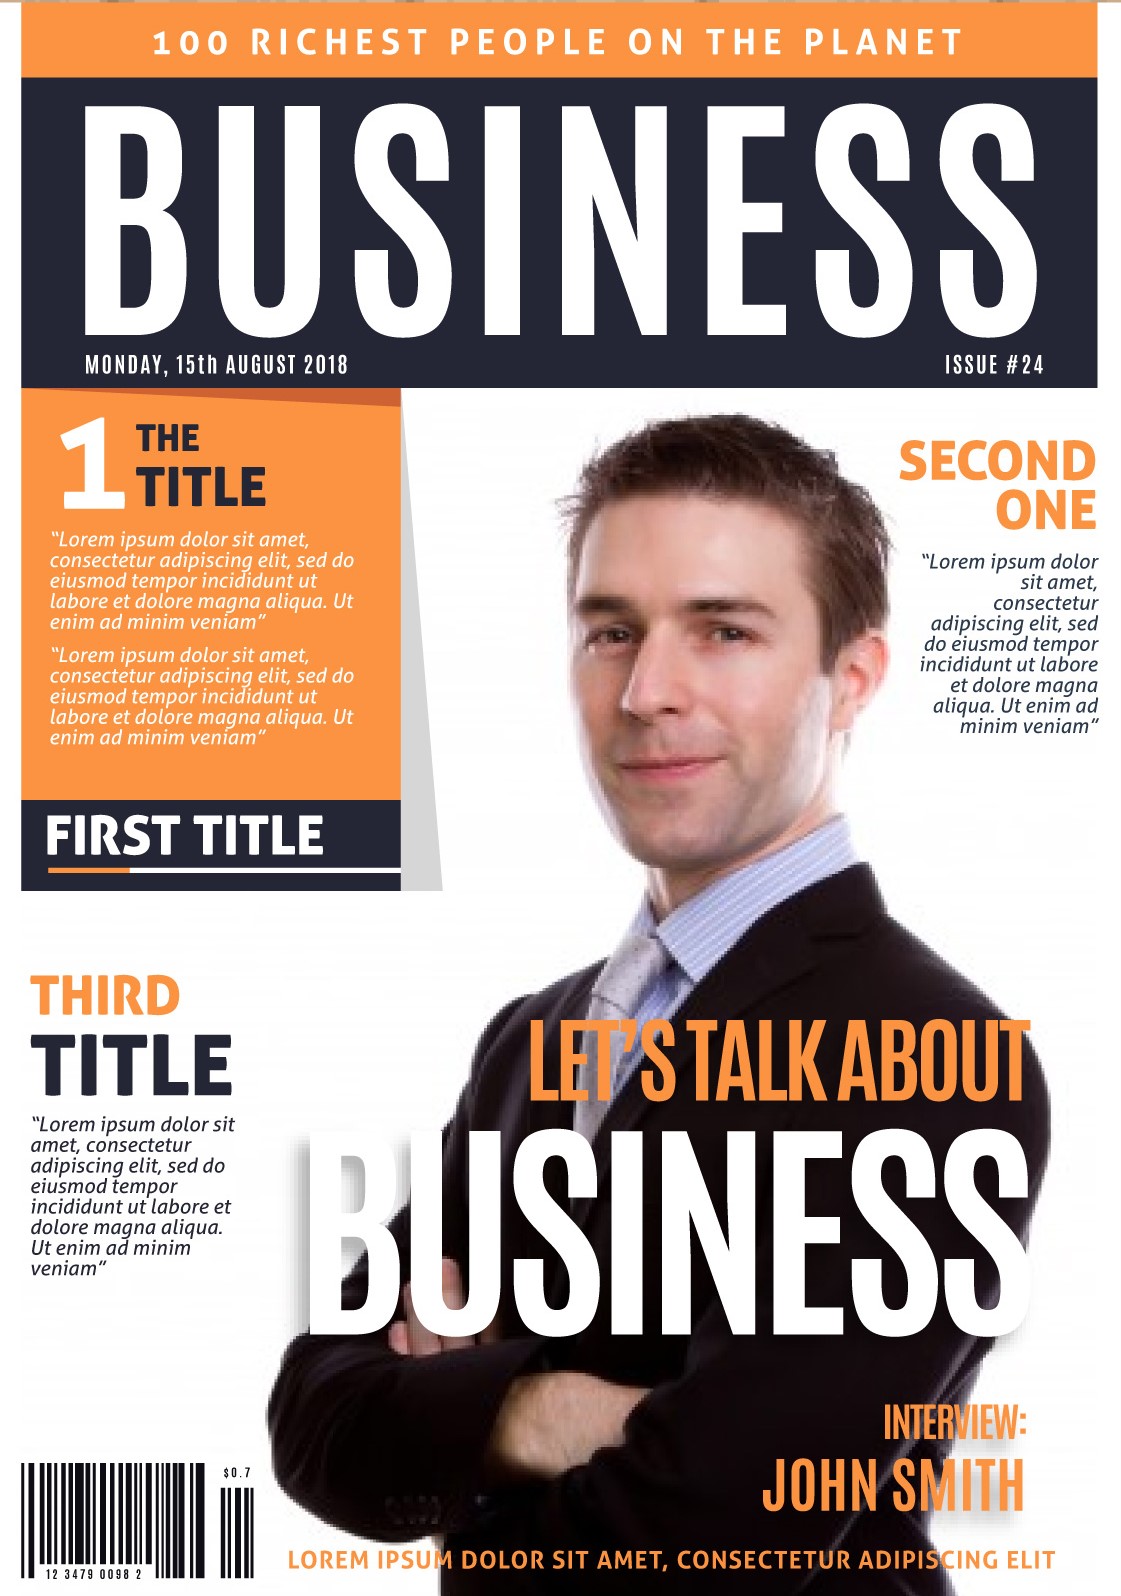 100 RICHEST PEOPLE ON THE PLANET
BUSINESS
MONDAY, 15th AUGUST 2018
ISSUE #24
1
THE
TITLE
“Lorem ipsum dolor sit amet,
consectetur adipiscing elit, sed do
eiusmod tempor incididunt ut
labore et dolore magna aliqua. Ut
enim ad minim veniam”
“Lorem ipsum dolor sit amet,
consectetur adipiscing elit, sed do
eiusmod tempor incididunt ut
labore et dolore magna aliqua. Ut
enim ad minim veniam”
FIRST TITLE
SECOND
ONE
“Lorem ipsum dolor
sit amet,
consectetur
adipiscing elit, sed
do eiusmod tempor
incididunt ut labore
et dolore magna
aliqua. Ut enim ad
minim veniam”
THIRD
TITLE
“Lorem ipsum dolor sit
amet, consectetur
adipiscing elit, sed do
eiusmod tempor
incididunt ut labore et
dolore magna aliqua.
Ut enim ad minim
veniam”
LET'S TALK ABOUT
BUSINESS
INTERVIEW:
JOHN SMITH
$0.7
12 3479 0098 2
LOREM IPSUM DOLOR SIT AMET, CONSECTETUR ADIPISCING ELIT